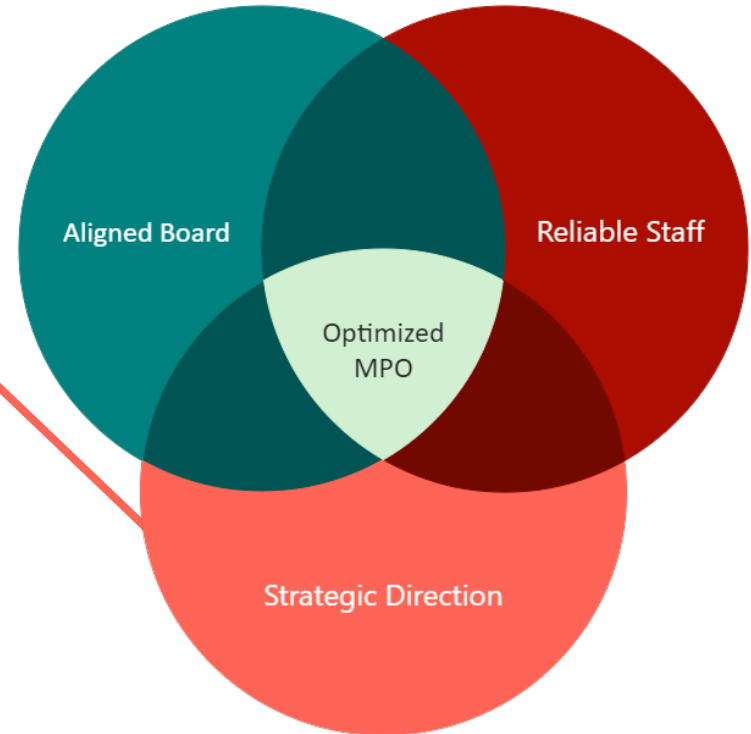 Aligned Board
Reliable Staff
Optimized
MPO
Strategic Direction